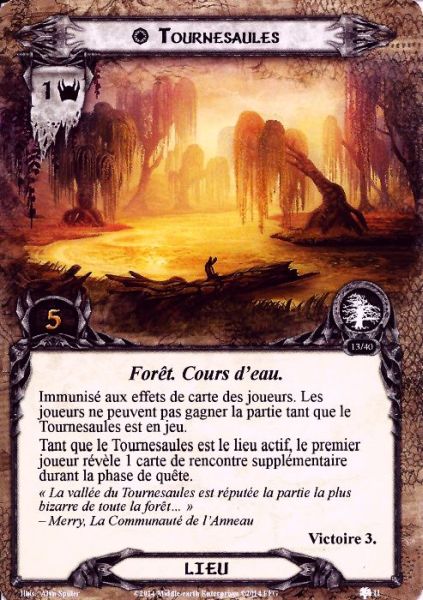 Tournesaules
1
5
13/40
Forêt. Cours d'eau.
Immunisé aux effets de carte des joueurs. Les
joueurs ne peuvent pas gagner la partie tant que le
Tournesaules est en jeu.
Tant que le Tournesaules est le lieu actif, le premier
joueur révèle 1 carte de rencontre supplémentaire
durant la phase de quête.
« La vallée du Tournesaules est réputée la partie la plus
bizarre de toute la forêt... »
– Merry, La Communauté de l'Anneau
Victoire 3.
LIEU
©2014 Middle-earth Enterprises ©2014 FFG